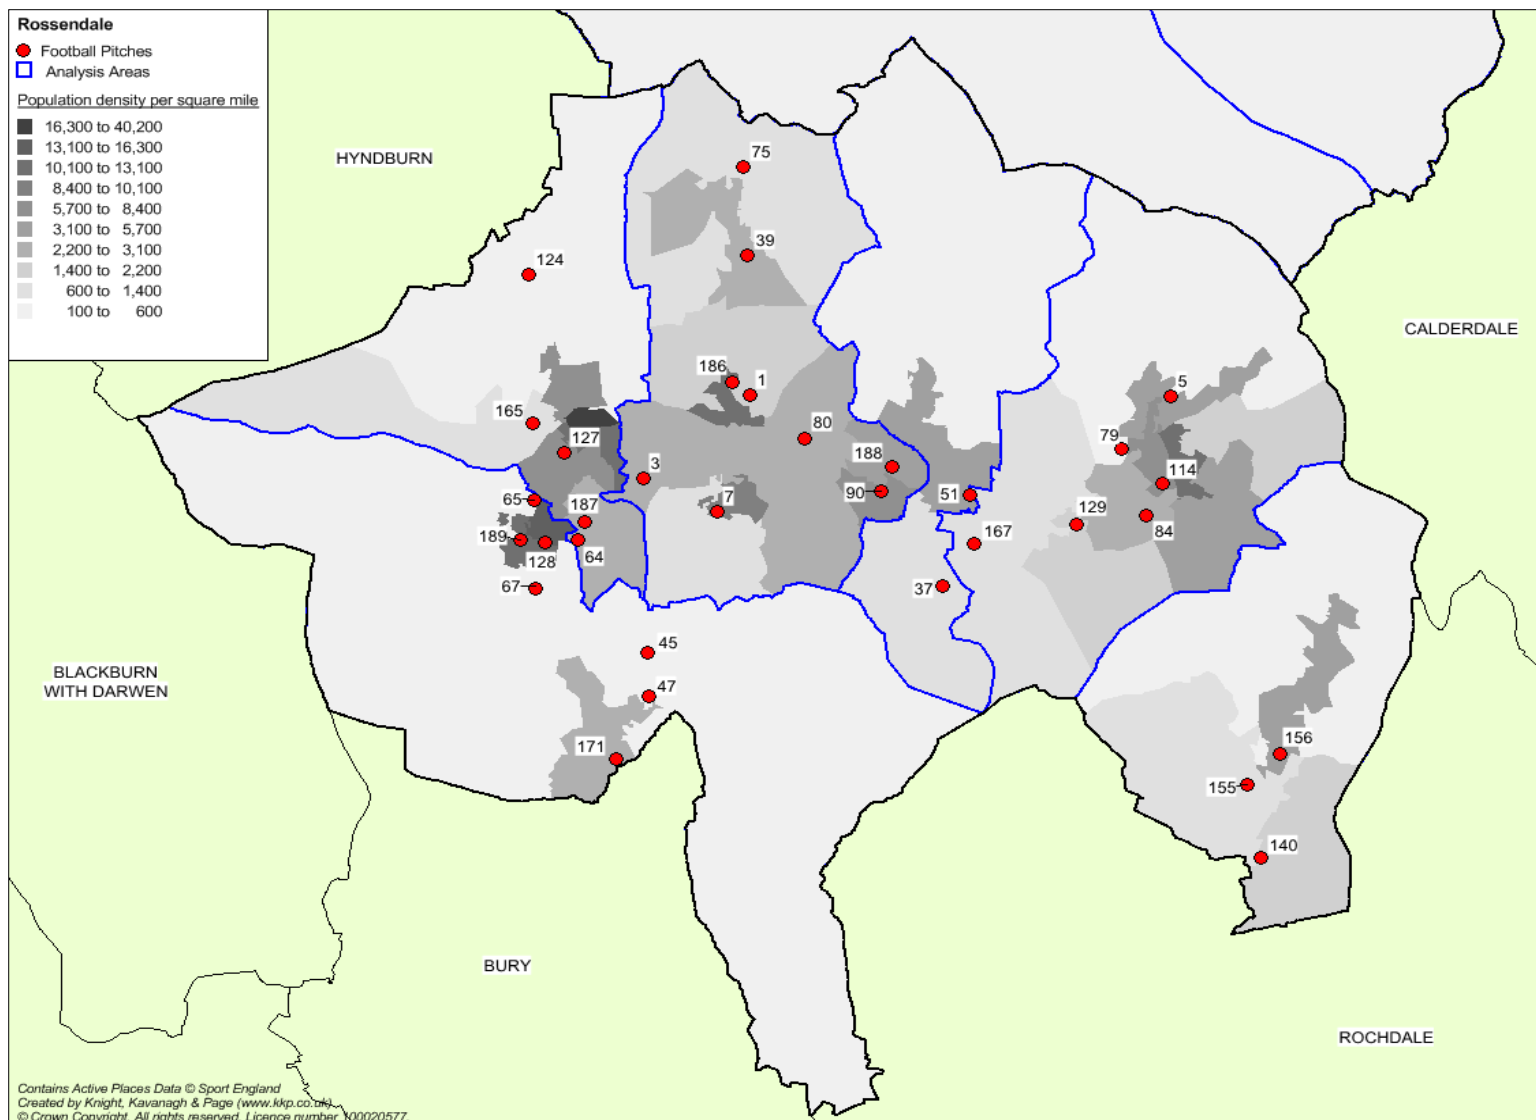 Rossendale
Football Pitches
Analysis Areas
Population density per square mile
16,300 to 40,200
13,100 to 16,300
10,100 to 13,100
8,400 to 10,100
5,700 to 8,400
3,100 to 5,700
2,200 to 3,100
1,400 to 2,200
600 to 1,400
100 to 600
HYNDBURN
75
39
124
CALDERDALE
186
1
5
165
80
127
79
3
188
114
7
90
51
65
187
129
84
189
167
128
64
67
37
45
BLACKBURN
WITH DARWEN
47
171
156
155
140
BURY
ROCHDALE
Contains Active Places Data © Sport England
Created by Knight, Kavanagh & Page (www.kkp.co.uk)
© Crown Copyright. All rights reserved. Licence number 100020577.